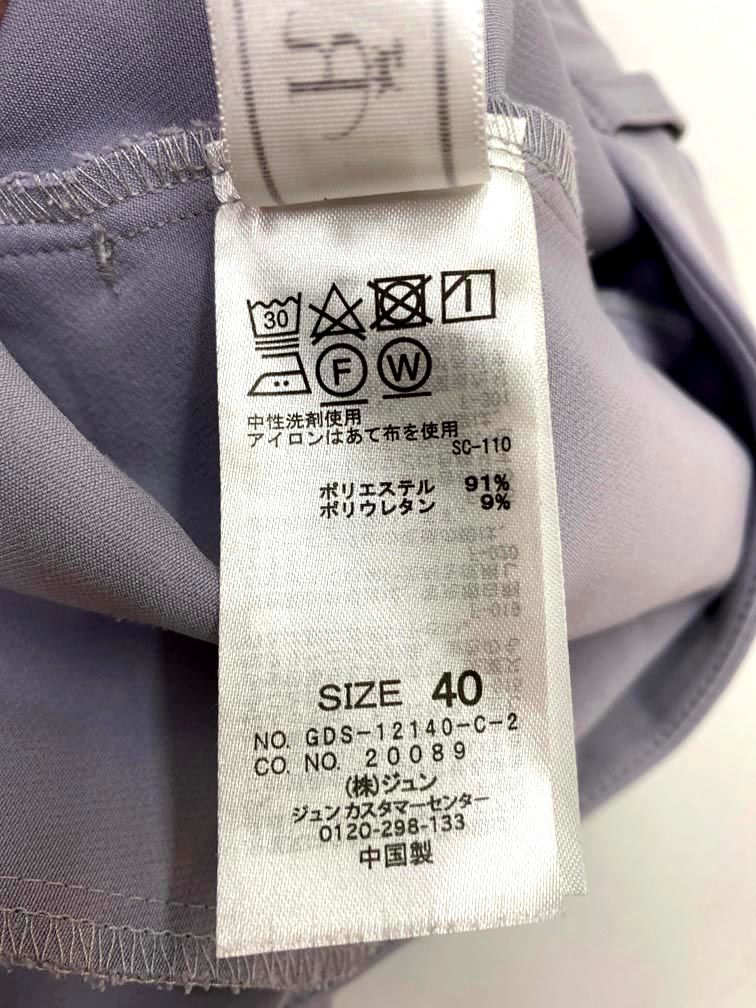 30
F W
中性洗剤使用
アイロンはあて布を使用
SC-110
ポリエステル 91%
ポリウレタン 9%
SIZE 40
NO. GDS-12140-C-2
CO. NO. 20089
(株)ジュン
ジュンカスタマーセンター
0120-298-133
中国製